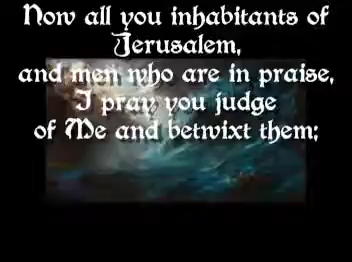 Now all you inhabitants of
Jerusalem,
and men who are in praise,
I pray you judge
of Me and betwixt them;